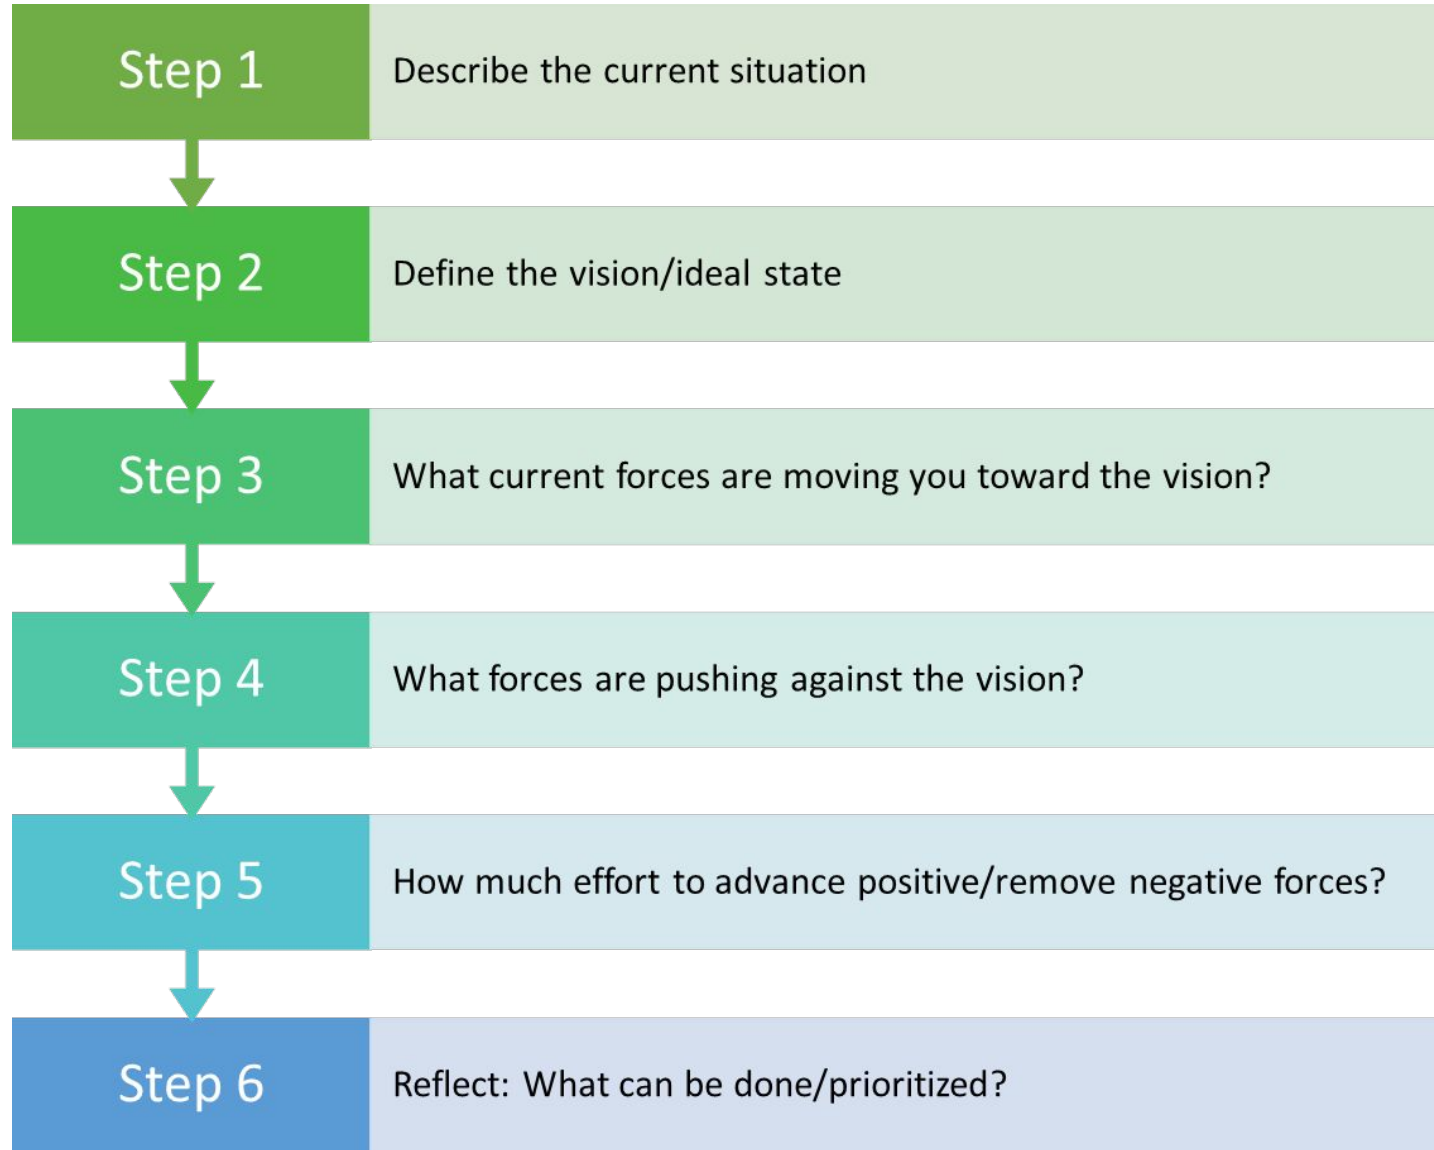 Step 1
Describe the current situation
Step 2
Define the vision/ideal state
Step 3
What current forces are moving you toward the vision?
Step 4
What forces are pushing against the vision?
Step 5
How much effort to advance positive/remove negative forces?
Step 6
Reflect: What can be done/prioritized?